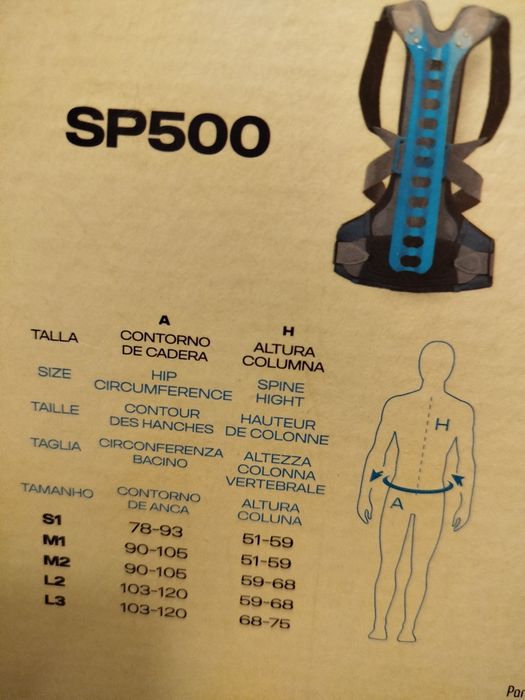 SP500
A H
TALLA CONTORNO DE CADERA ALTURA COLUMNA
SIZE HIP CIRCUMFERENCE SPINE HIGHT
TAILLE CONTOUR DES HANCHES HAUTEUR DE COLONNE
TAGLIA CIRCONFERENZA BACINO ALTEZZA COLONNA VERTEBRALE
TAMANHO CONTORNO DE ANCA ALTURA COLUNA
S1 78-93 51-59
M1 90-105 51-59
M2 90-105 59-68
L2 103-120 59-68
L3 103-120 68-75
H
A
Par